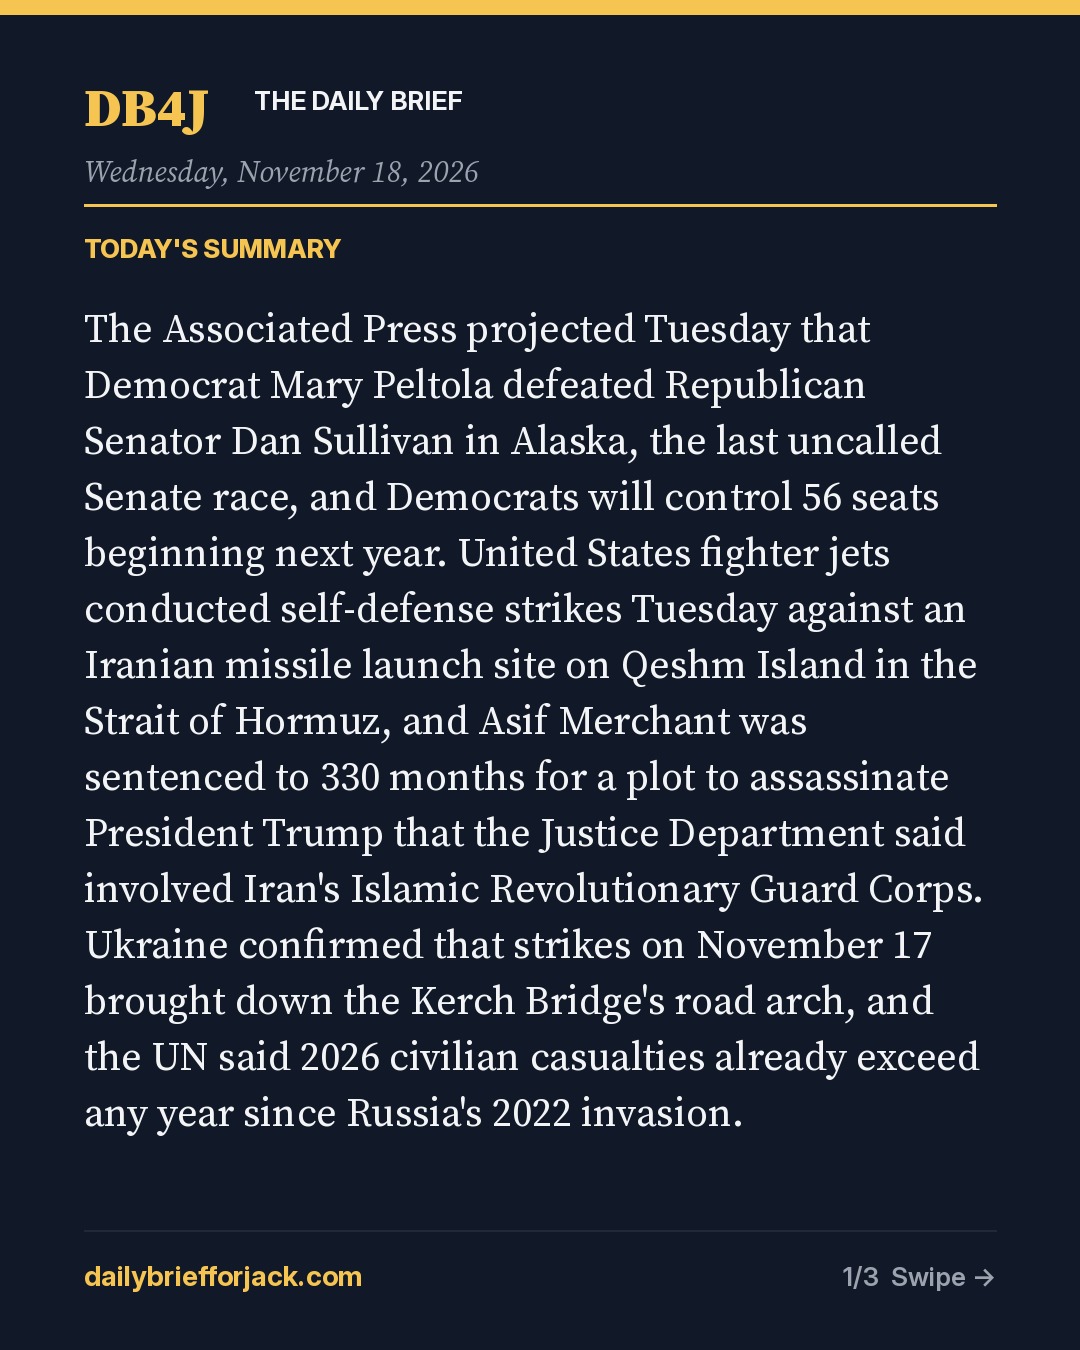 DB4J THE DAILY BRIEF
Wednesday, November 18, 2026
TODAY'S SUMMARY
The Associated Press projected Tuesday that
Democrat Mary Peltola defeated Republican
Senator Dan Sullivan in Alaska, the last uncalled
Senate race, and Democrats will control 56 seats
beginning next year. United States fighter jets
conducted self-defense strikes Tuesday against an
Iranian missile launch site on Qeshm Island in the
Strait of Hormuz, and Asif Merchant was
sentenced to 330 months for a plot to assassinate
President Trump that the Justice Department said
involved Iran's Islamic Revolutionary Guard Corps.
Ukraine confirmed that strikes on November 17
brought down the Kerch Bridge's road arch, and
the UN said 2026 civilian casualties already exceed
any year since Russia's 2022 invasion.
dailybriefforjack.com 1/3 Swipe →